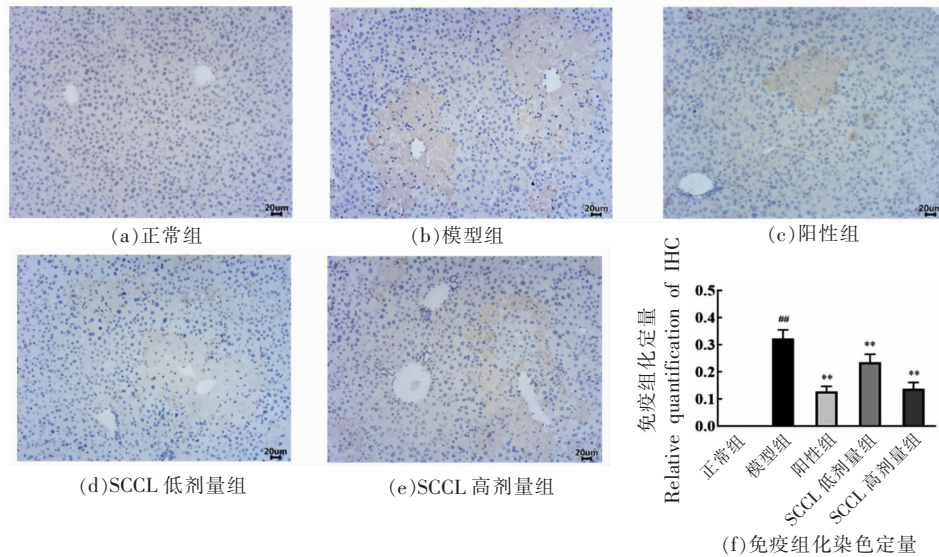 20um
20um
20um
(a)正常组
(b)模型组
(c)阳性组
20um
20um
(d)SCCL 低剂量组
(e)SCCL 高剂量组
免疫组化定量
Relative quantification of IHC
0.5
0.4
0.3
0.2
0.1
0.0
##
**
**
**
正常组
模型组
阳性组
SCCL 低剂量组
SCCL 高剂量组
(f)免疫组化染色定量